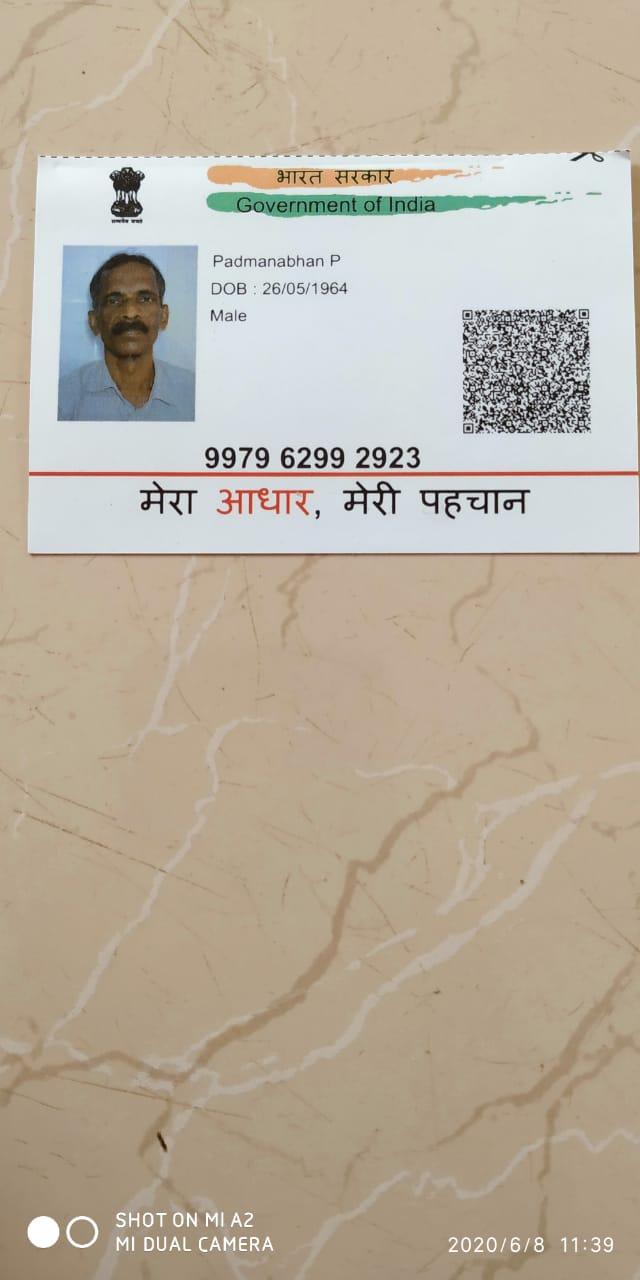 भारत सरकार
Government of India
Padmanabhan P
DOB : 26/05/1964
Male
9979 6299 2923
मेरा आधार, मेरी पहचान
SHOT ON MI A2
MI DUAL CAMERA
2020/6/8 11:39